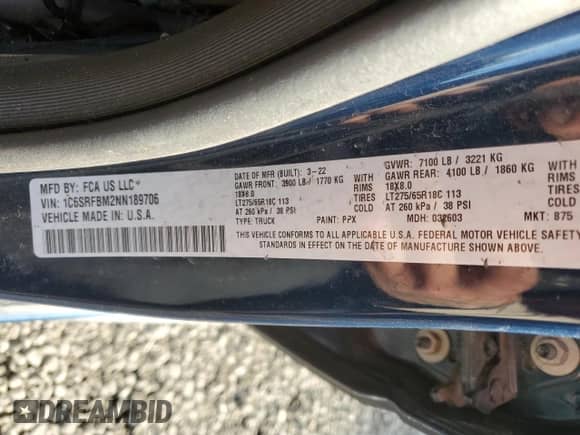 MFD BY: FCA US LLC*
VIN: 1C6SRFBM2NN189706
VEHICLE MADE IN: U.S.A.
DATE OF MFR (BUILT): 3-22
GAWR FRONT: 3900 LB / 1770 KG
18X8.0
LT275/65R18C 113 TIRES
AT 260 kPa / 38 PSI
TYPE: TRUCK PAINT: PPX
GVWR: 7100 LB / 3221 KG
GAWR REAR: 4100 LB / 1860 KG
18X8.0 RIMS
LT275/65R18C 113 TIRES
AT 260 kPa / 38 PSI
MDH: 032603 MKT: 875
THIS VEHICLE CONFORMS TO ALL APPLICABLE U.S.A. FEDERAL MOTOR VEHICLE SAFETY
STANDARDS IN EFFECT ON THE DATE OF MANUFACTURE SHOWN ABOVE.
DREAMBID